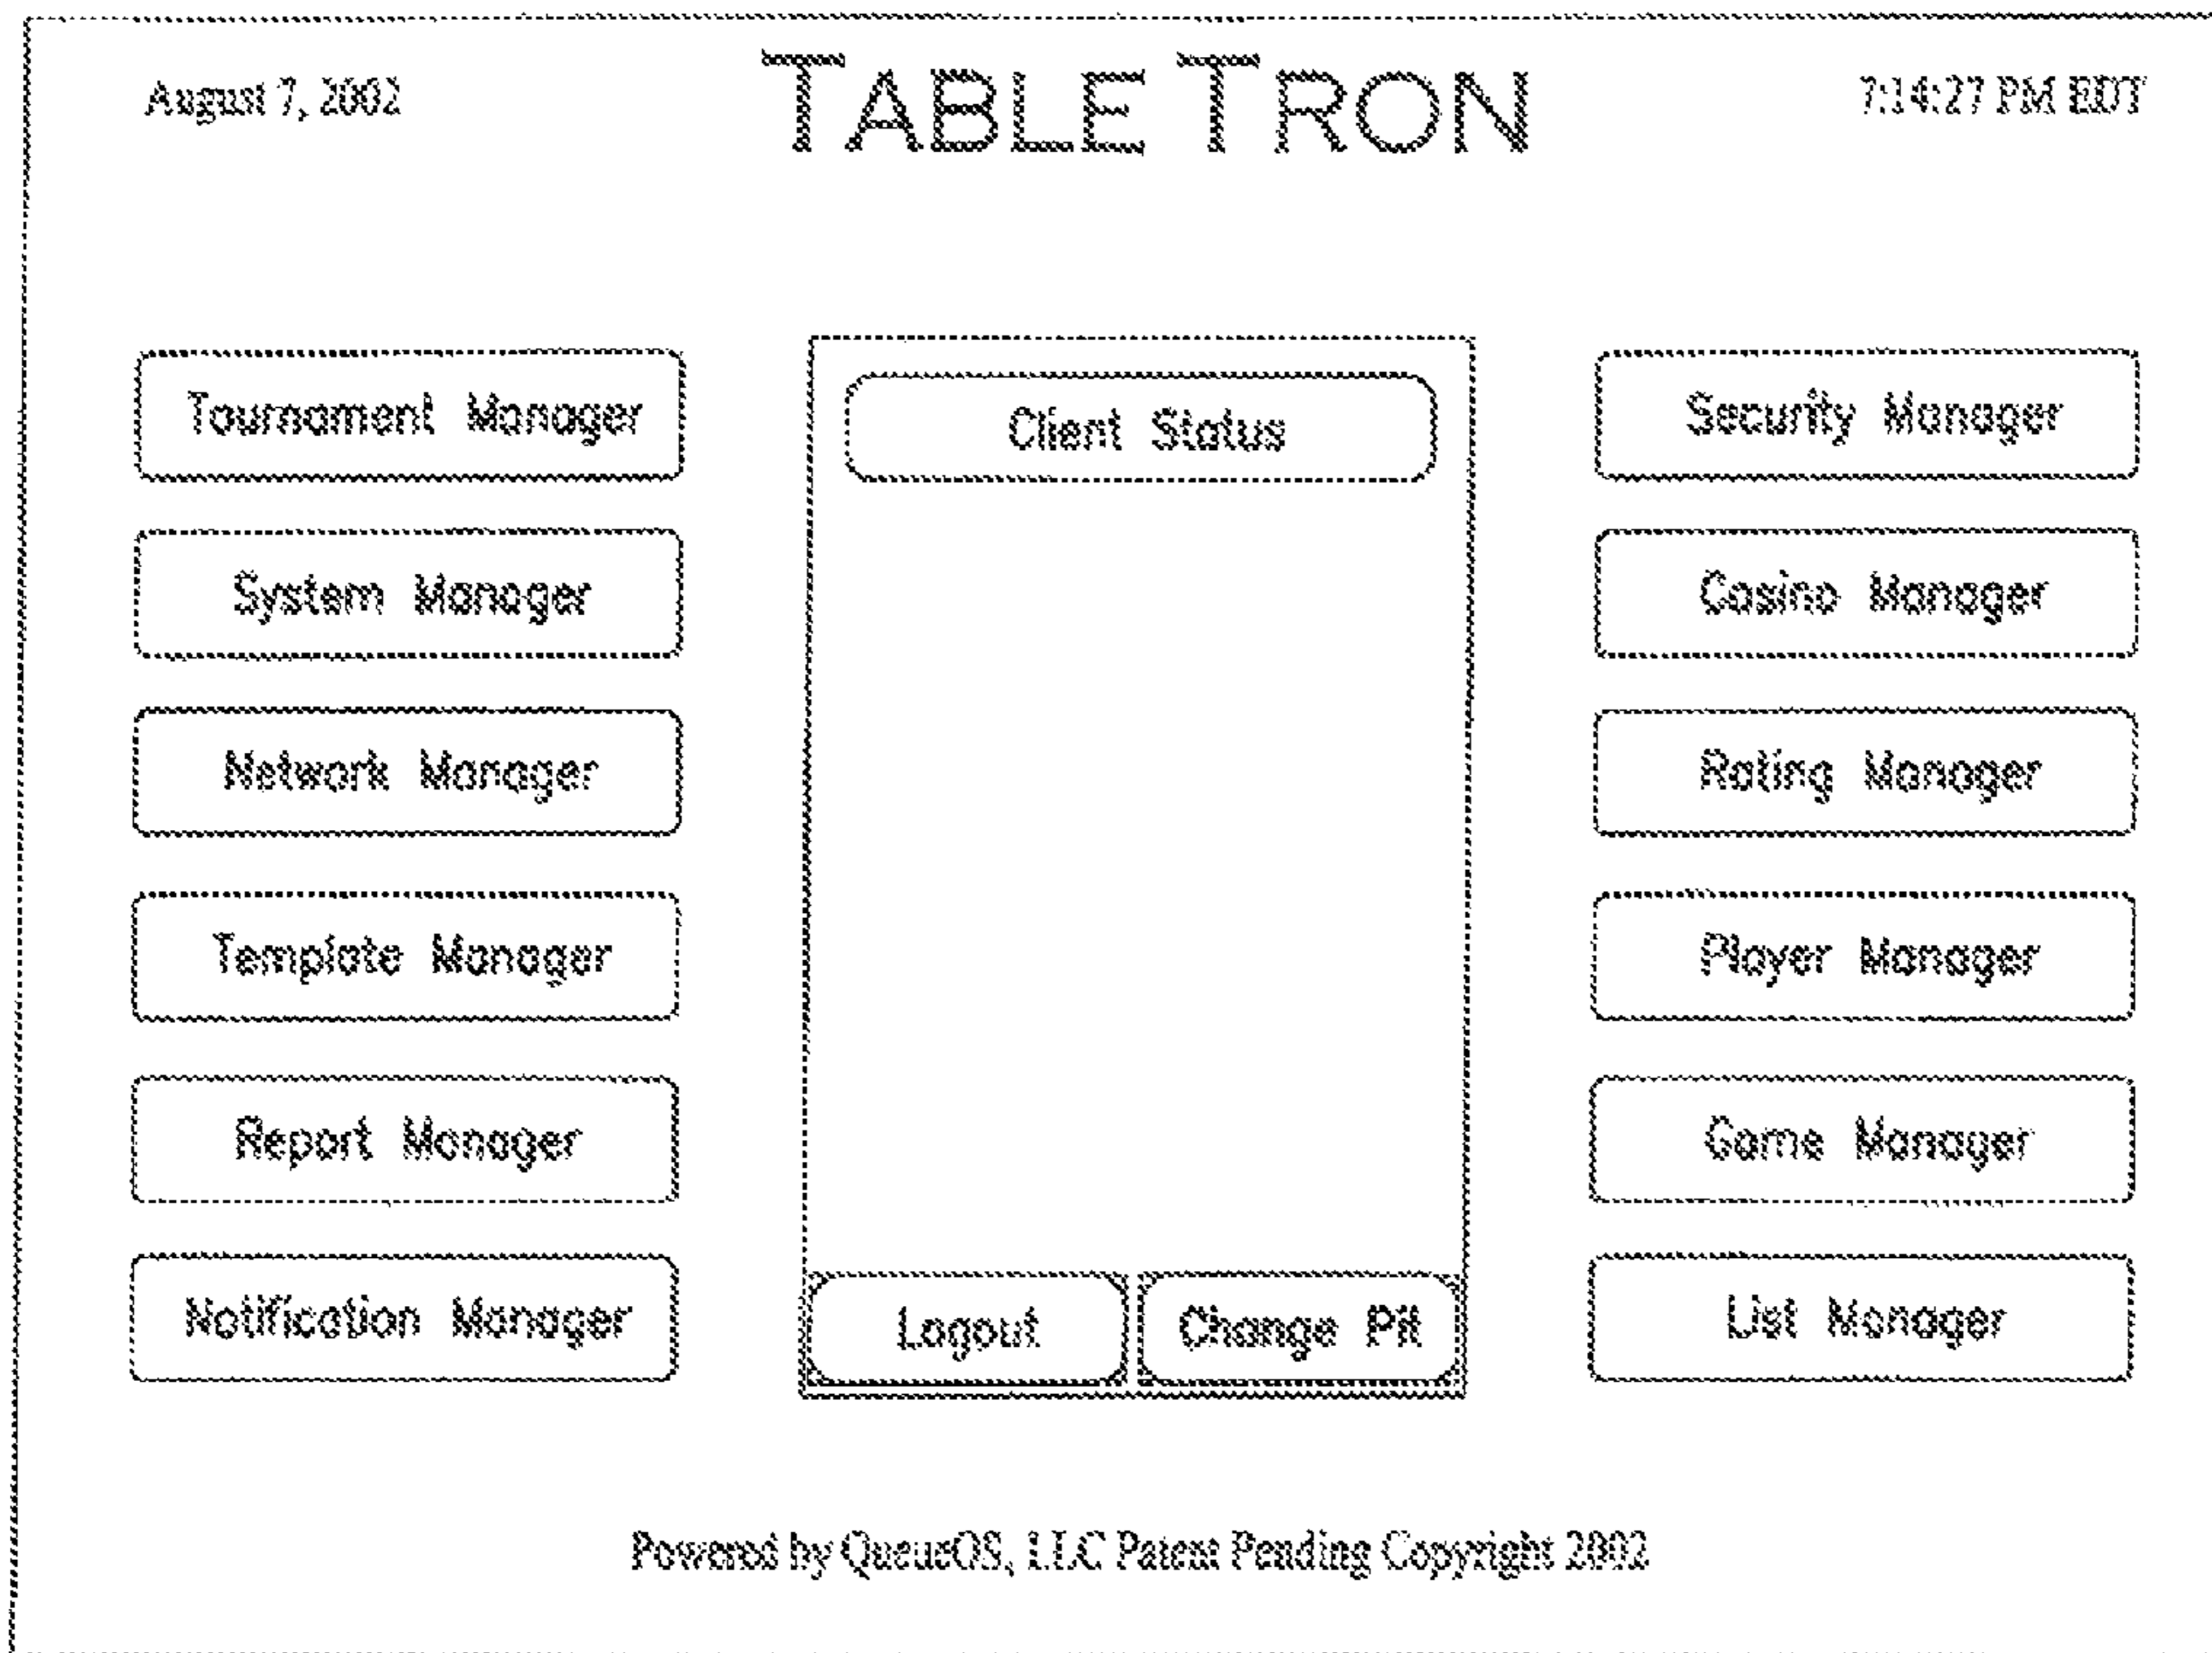 August 7, 2002
TABLE TRON
7:14:27 PM EDT
Tournament Manager
System Manager
Network Manager
Template Manager
Report Manager
Notification Manager
Client Status
Logout
Change Pit
Security Manager
Casino Manager
Rating Manager
Player Manager
Game Manager
List Manager
Powered by QueueOS, LLC Patent Pending Copyright 2002